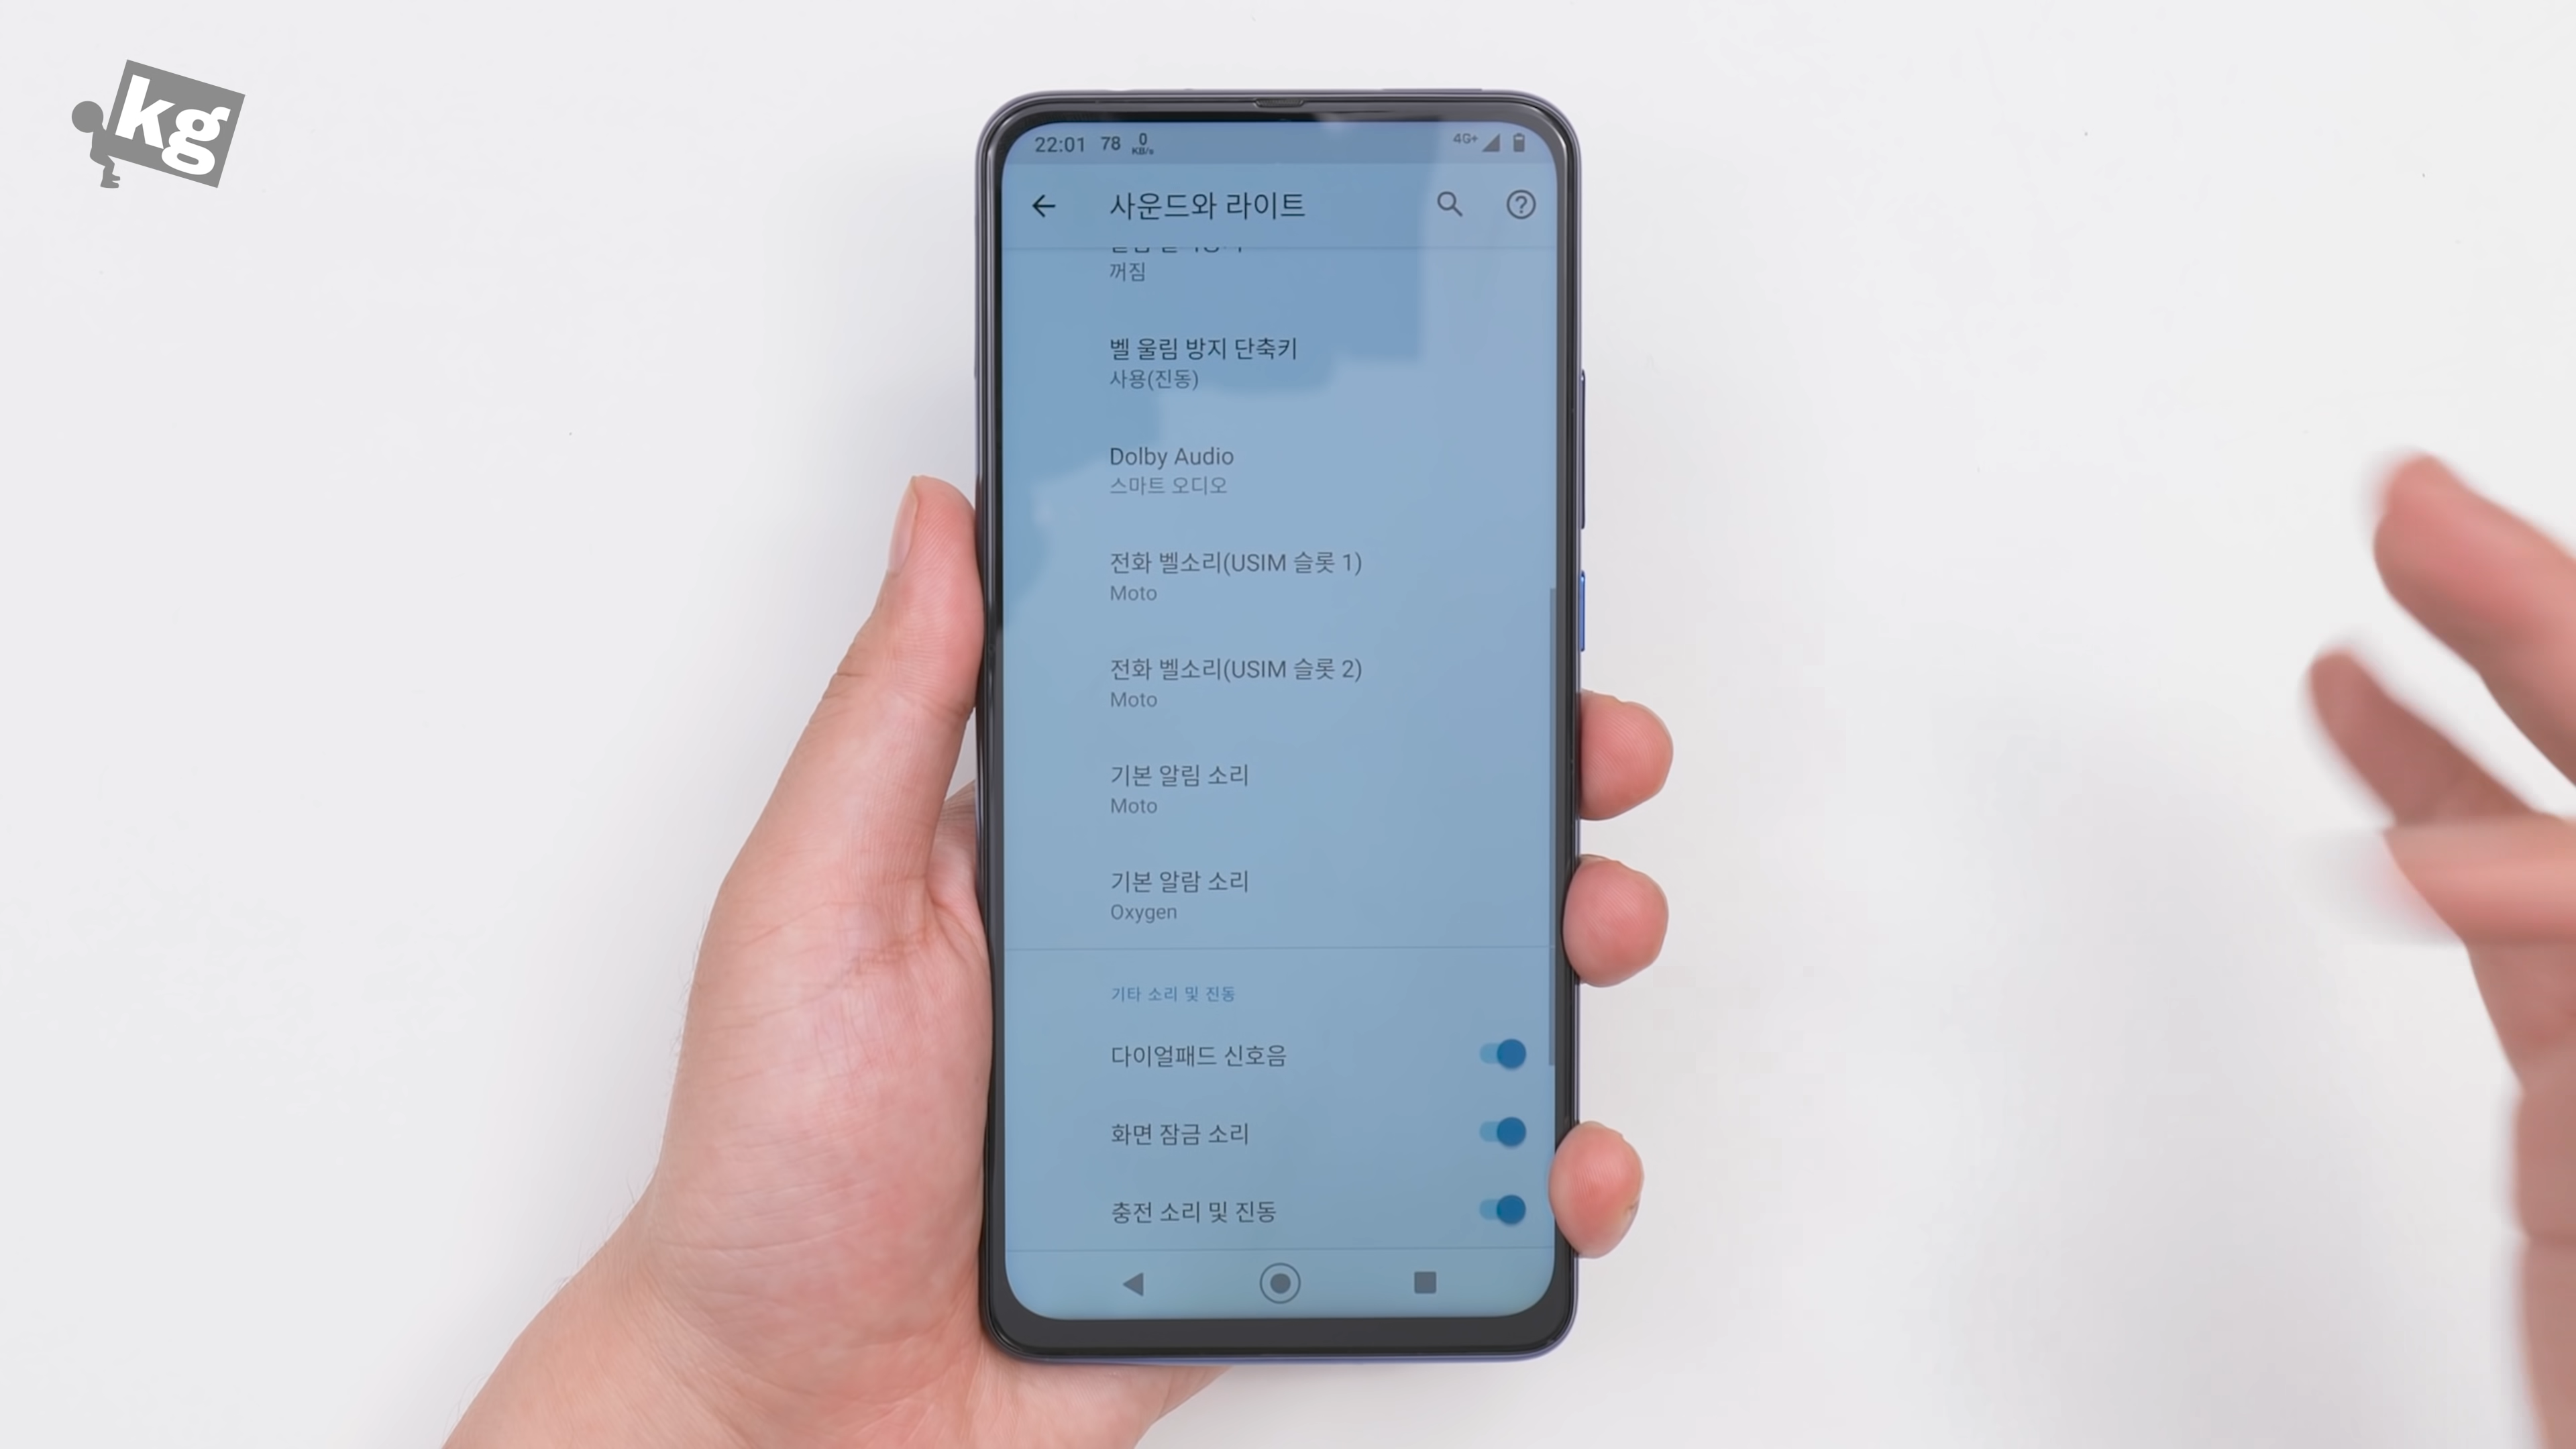 kg
22:01 78 0 KB/s 4G+
사운드와 라이트
꺼짐
벨 울림 방지 단축키
사용(진동)
Dolby Audio
스마트 오디오
전화 벨소리(USIM 슬롯 1)
Moto
전화 벨소리(USIM 슬롯 2)
Moto
기본 알림 소리
Moto
기본 알람 소리
Oxygen
기타 소리 및 진동
다이얼패드 신호음
화면 잠금 소리
충전 소리 및 진동